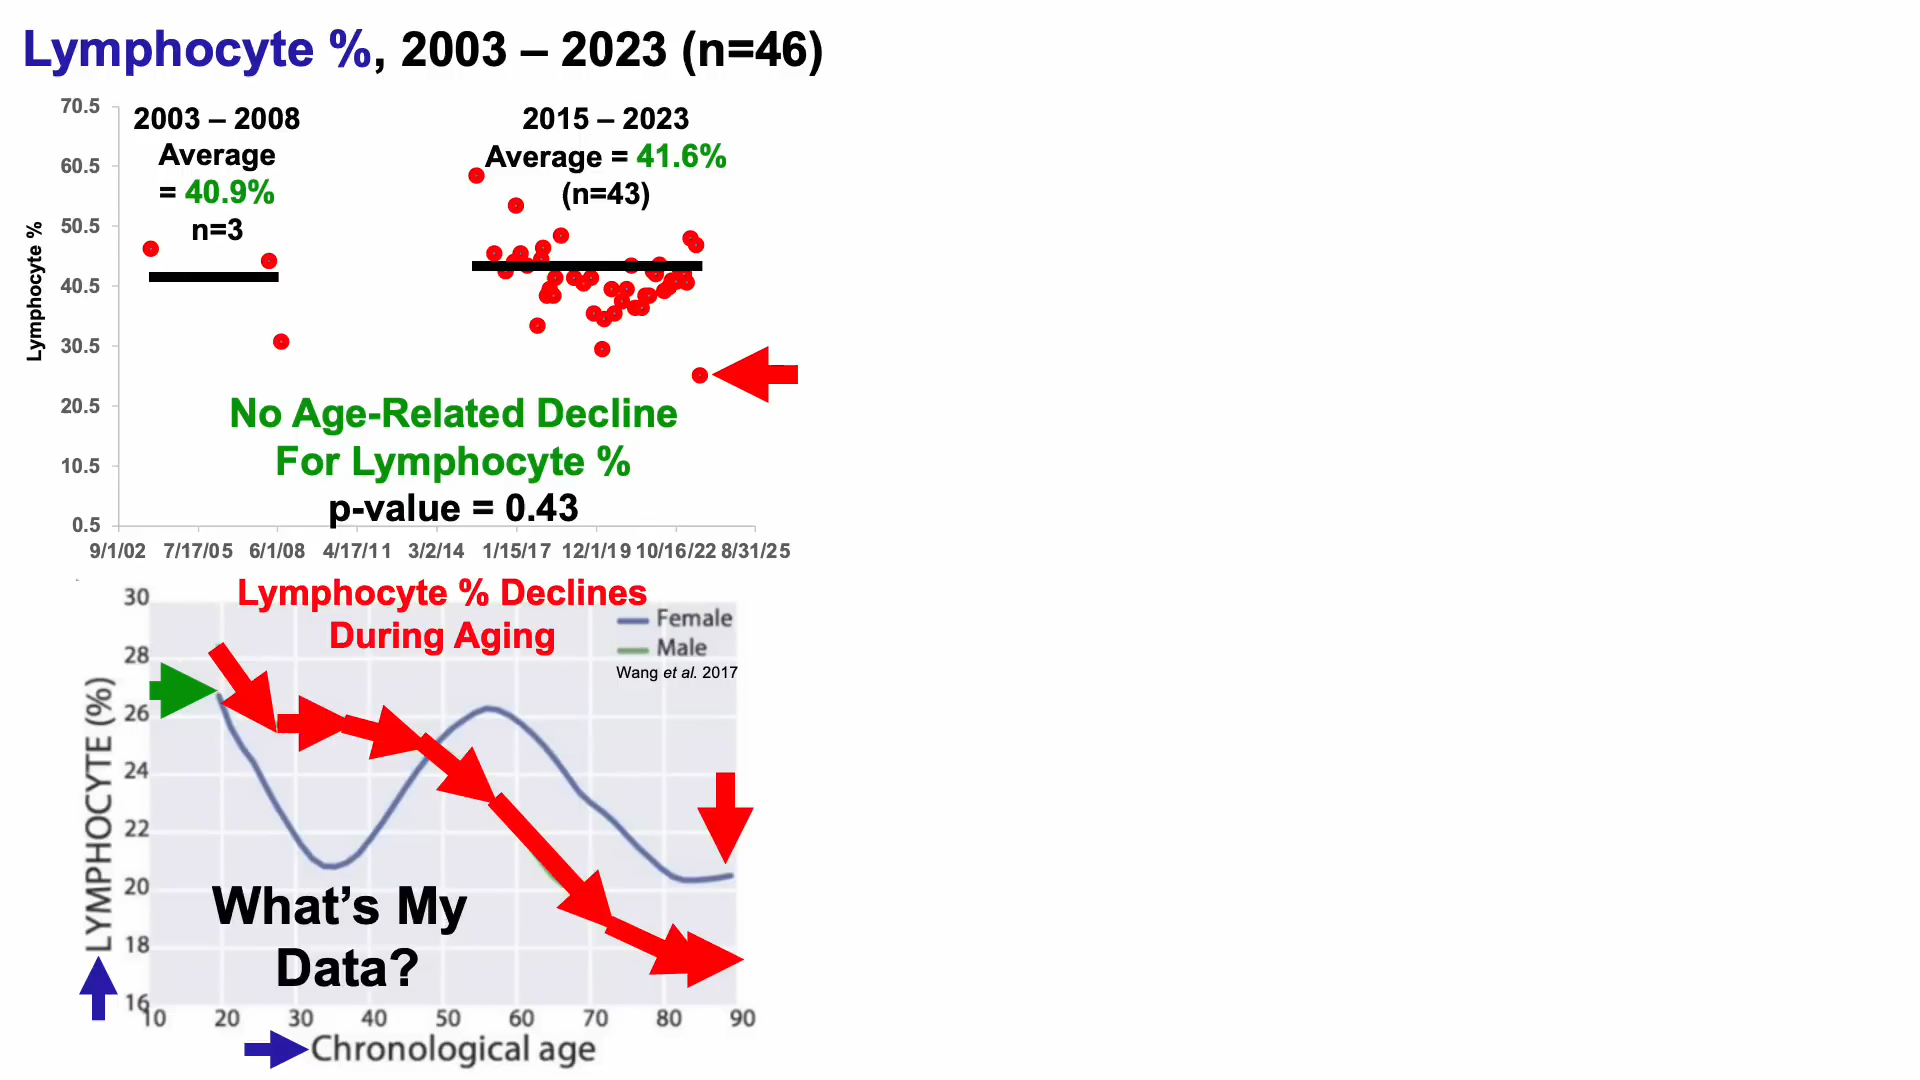 Lymphocyte %, 2003 – 2023 (n=46)
70.5
60.5
50.5
40.5
30.5
20.5
10.5
0.5
Lymphocyte %
2003 – 2008
Average
= 40.9%
n=3
2015 – 2023
Average = 41.6%
(n=43)
No Age-Related Decline
For Lymphocyte %
p-value = 0.43
9/1/02 7/17/05 6/1/08 4/17/11 3/2/14 1/15/17 12/1/19 10/16/22 8/31/25
Lymphocyte % Declines
During Aging
Female
Male
Wang et al. 2017
30
28
26
24
22
20
18
16
LYMPHOCYTE (%)
What’s My
Data?
10 20 30 40 50 60 70 80 90
Chronological age